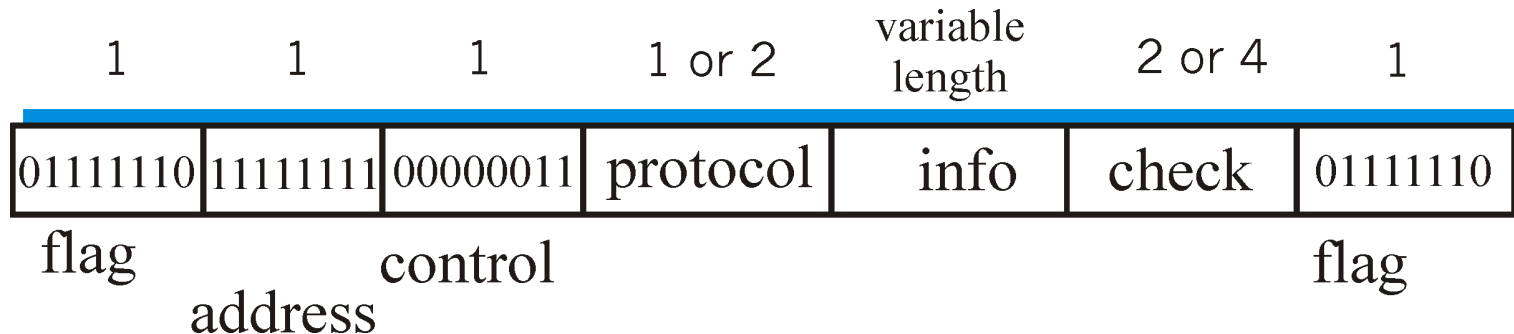 1 1 1 1 or 2 variable length 2 or 4 1
01111110 11111111 00000011 protocol info check 01111110
flag address control flag